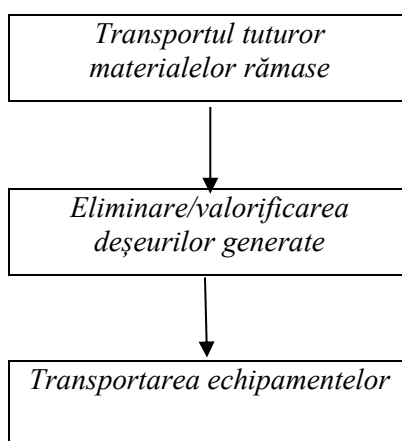 Transportul tuturor
materialelor rămase
Eliminare/valorificarea
deșeurilor generate
Transportarea echipamentelor